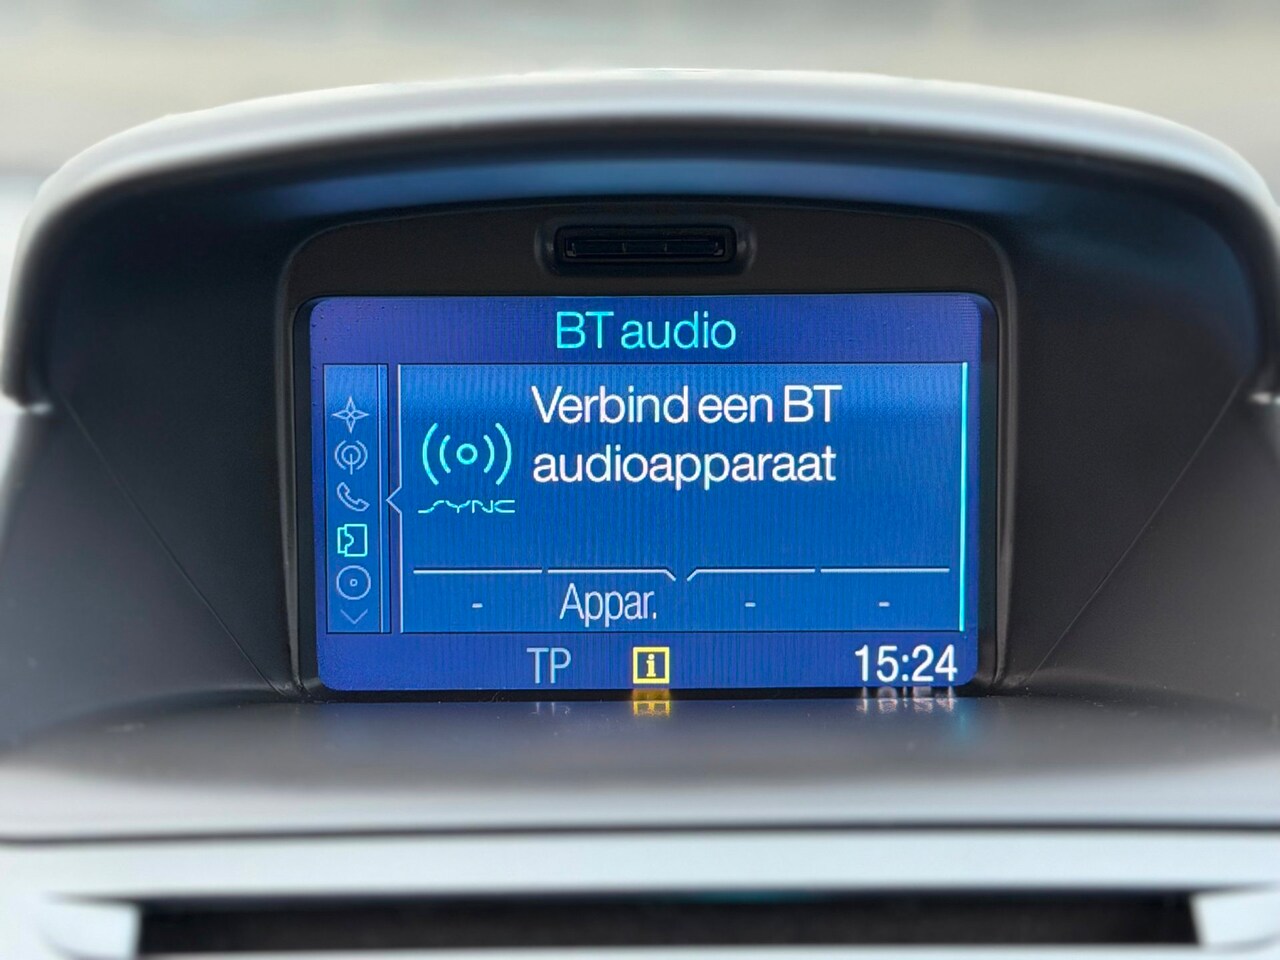 BT audio
Verbind een BT
audioapparaat
SYNC
- Appar. - -
TP i 15:24